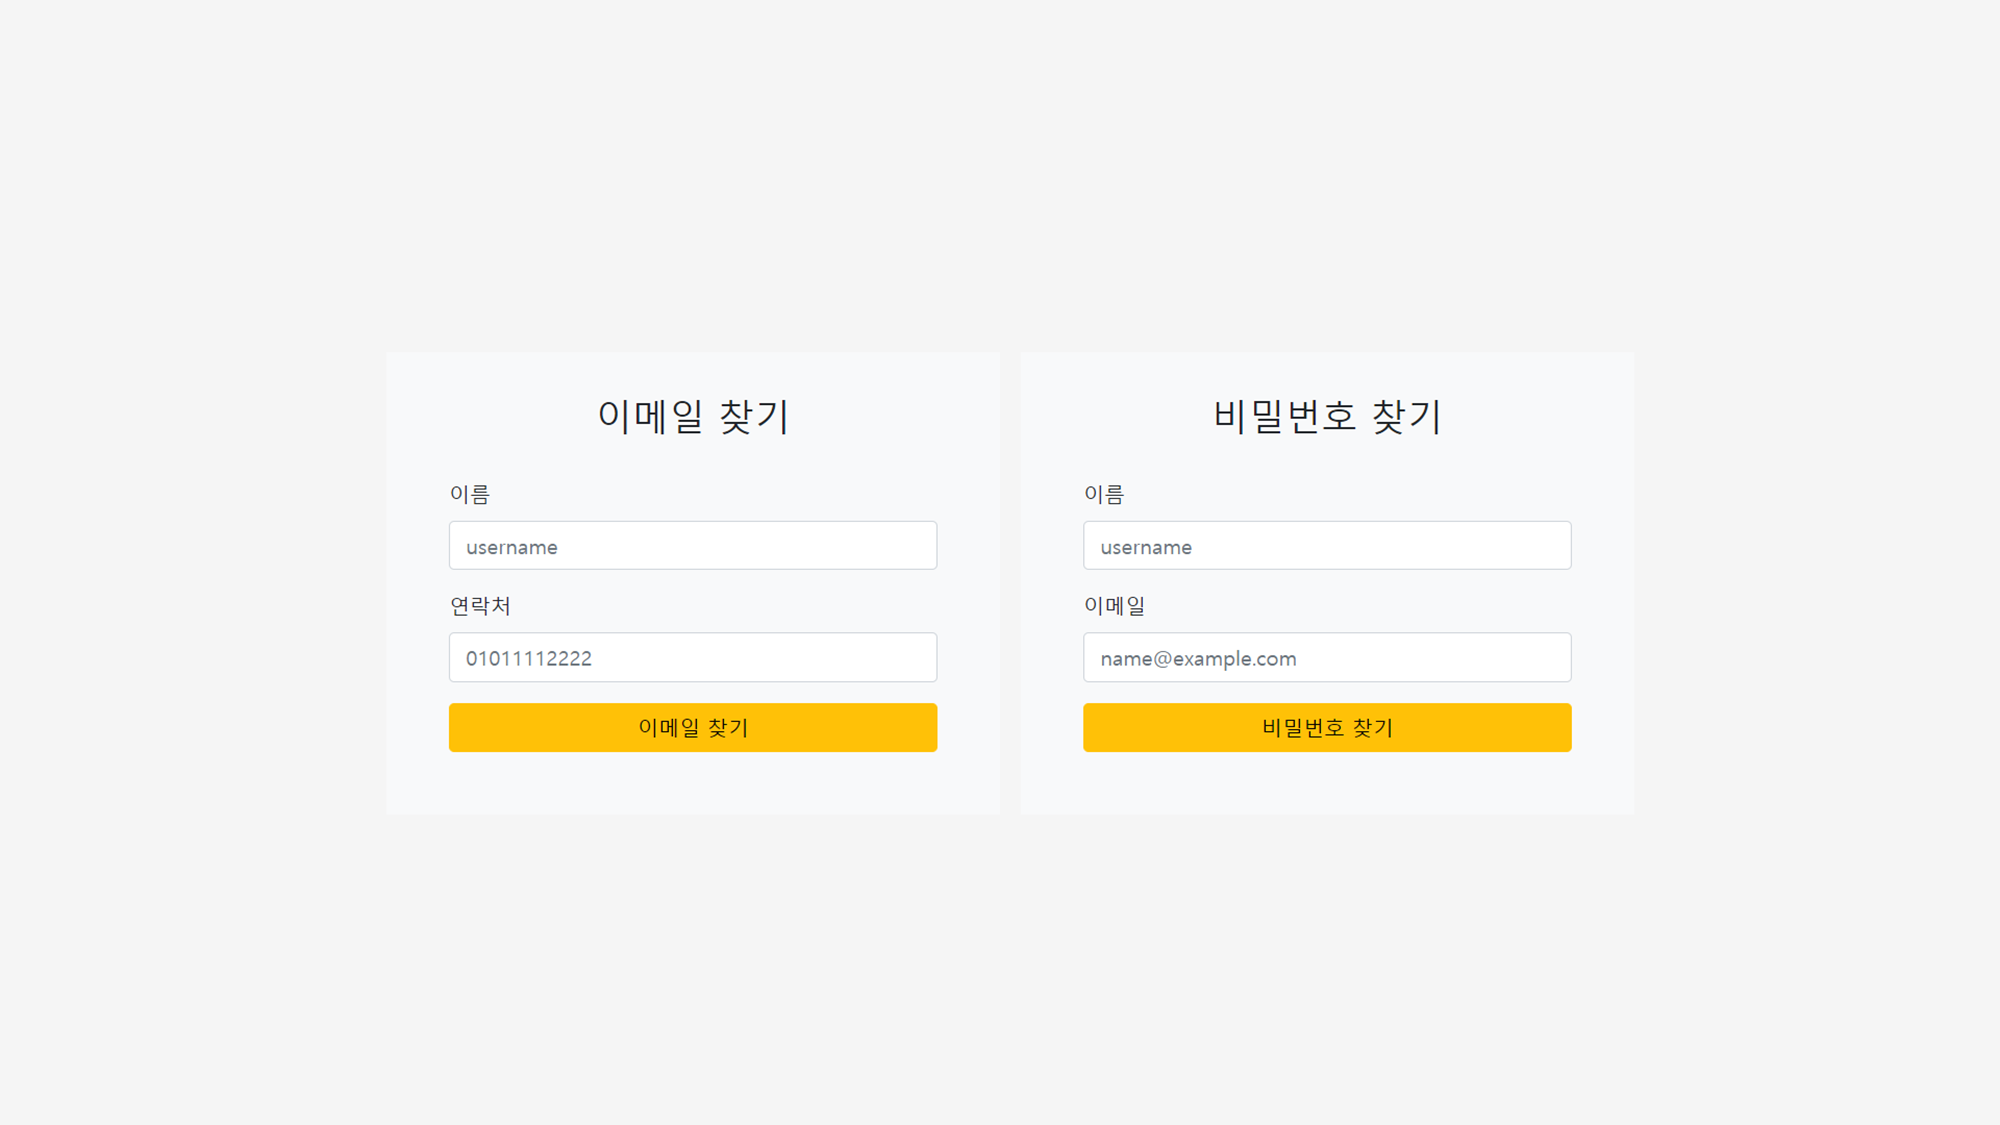 이메일 찾기
이름
username
연락처
01011112222
이메일 찾기
비밀번호 찾기
이름
username
이메일
name@example.com
비밀번호 찾기